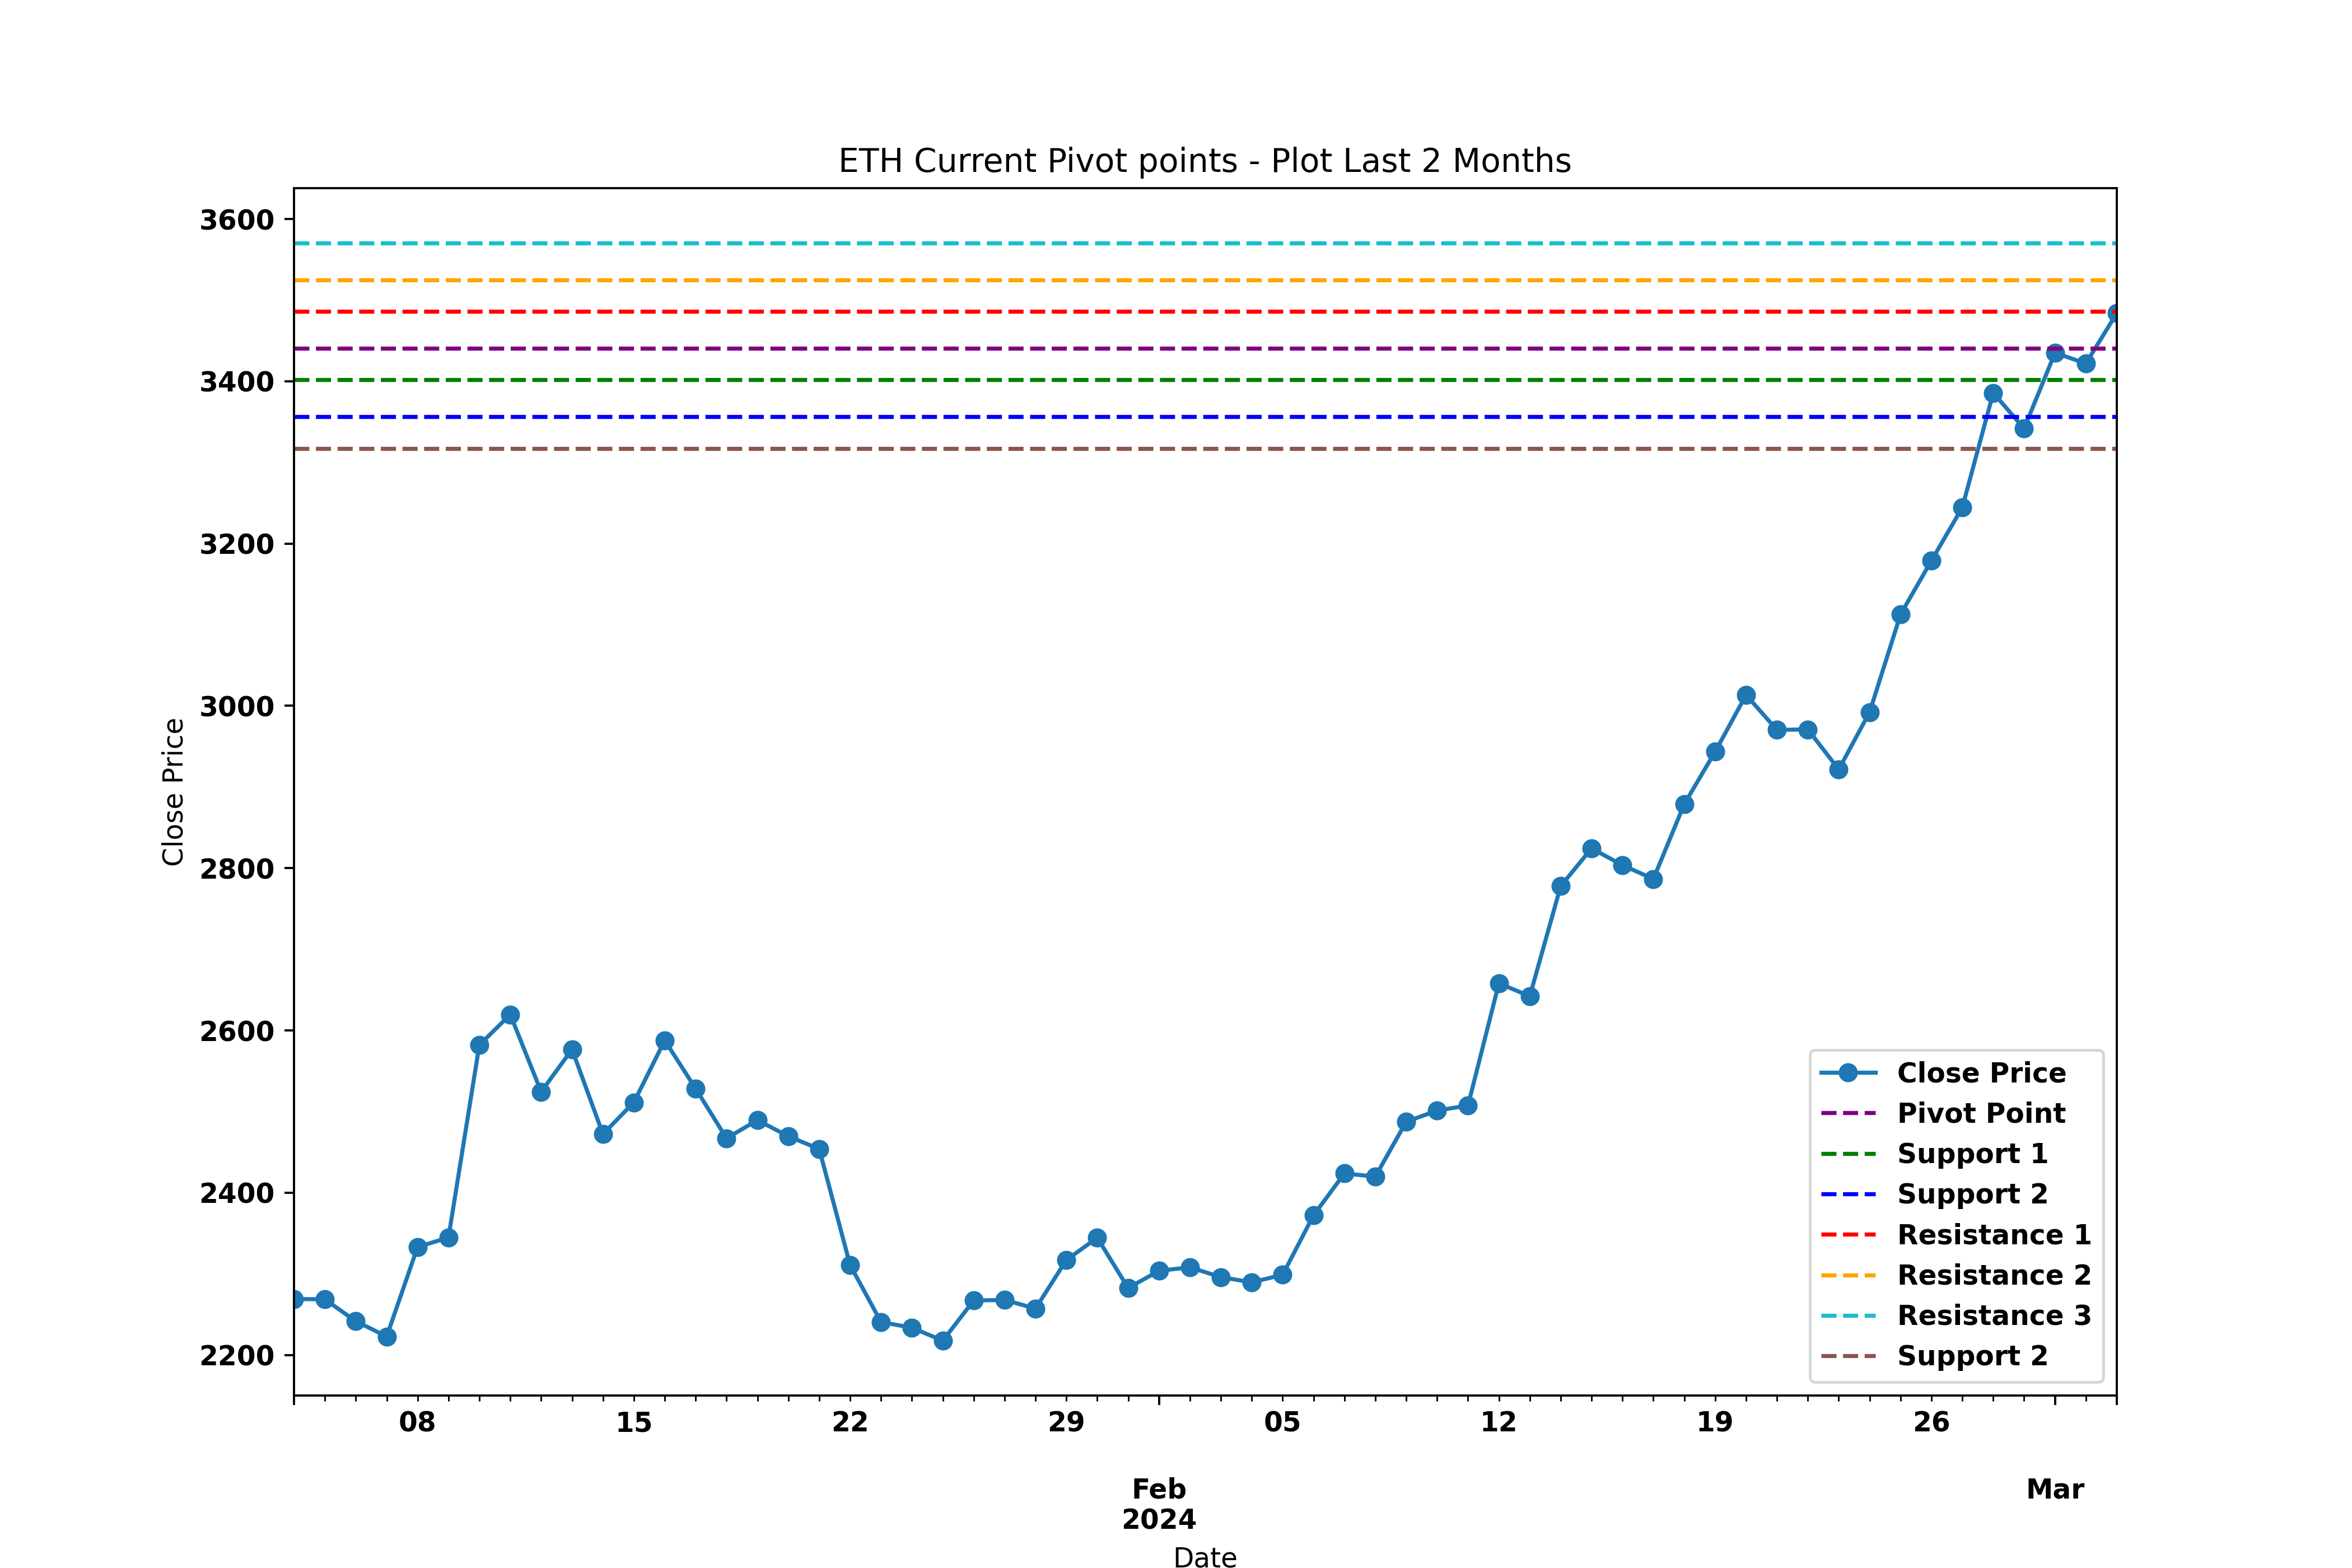 ETH Current Pivot points - Plot Last 2 Months
3600
3400
3200
3000
2800
2600
2400
2200
Close Price
Close Price
Pivot Point
Support 1
Support 2
Resistance 1
Resistance 2
Resistance 3
Support 2
08 15 22 29 05 12 19 26
Feb Mar
2024
Date